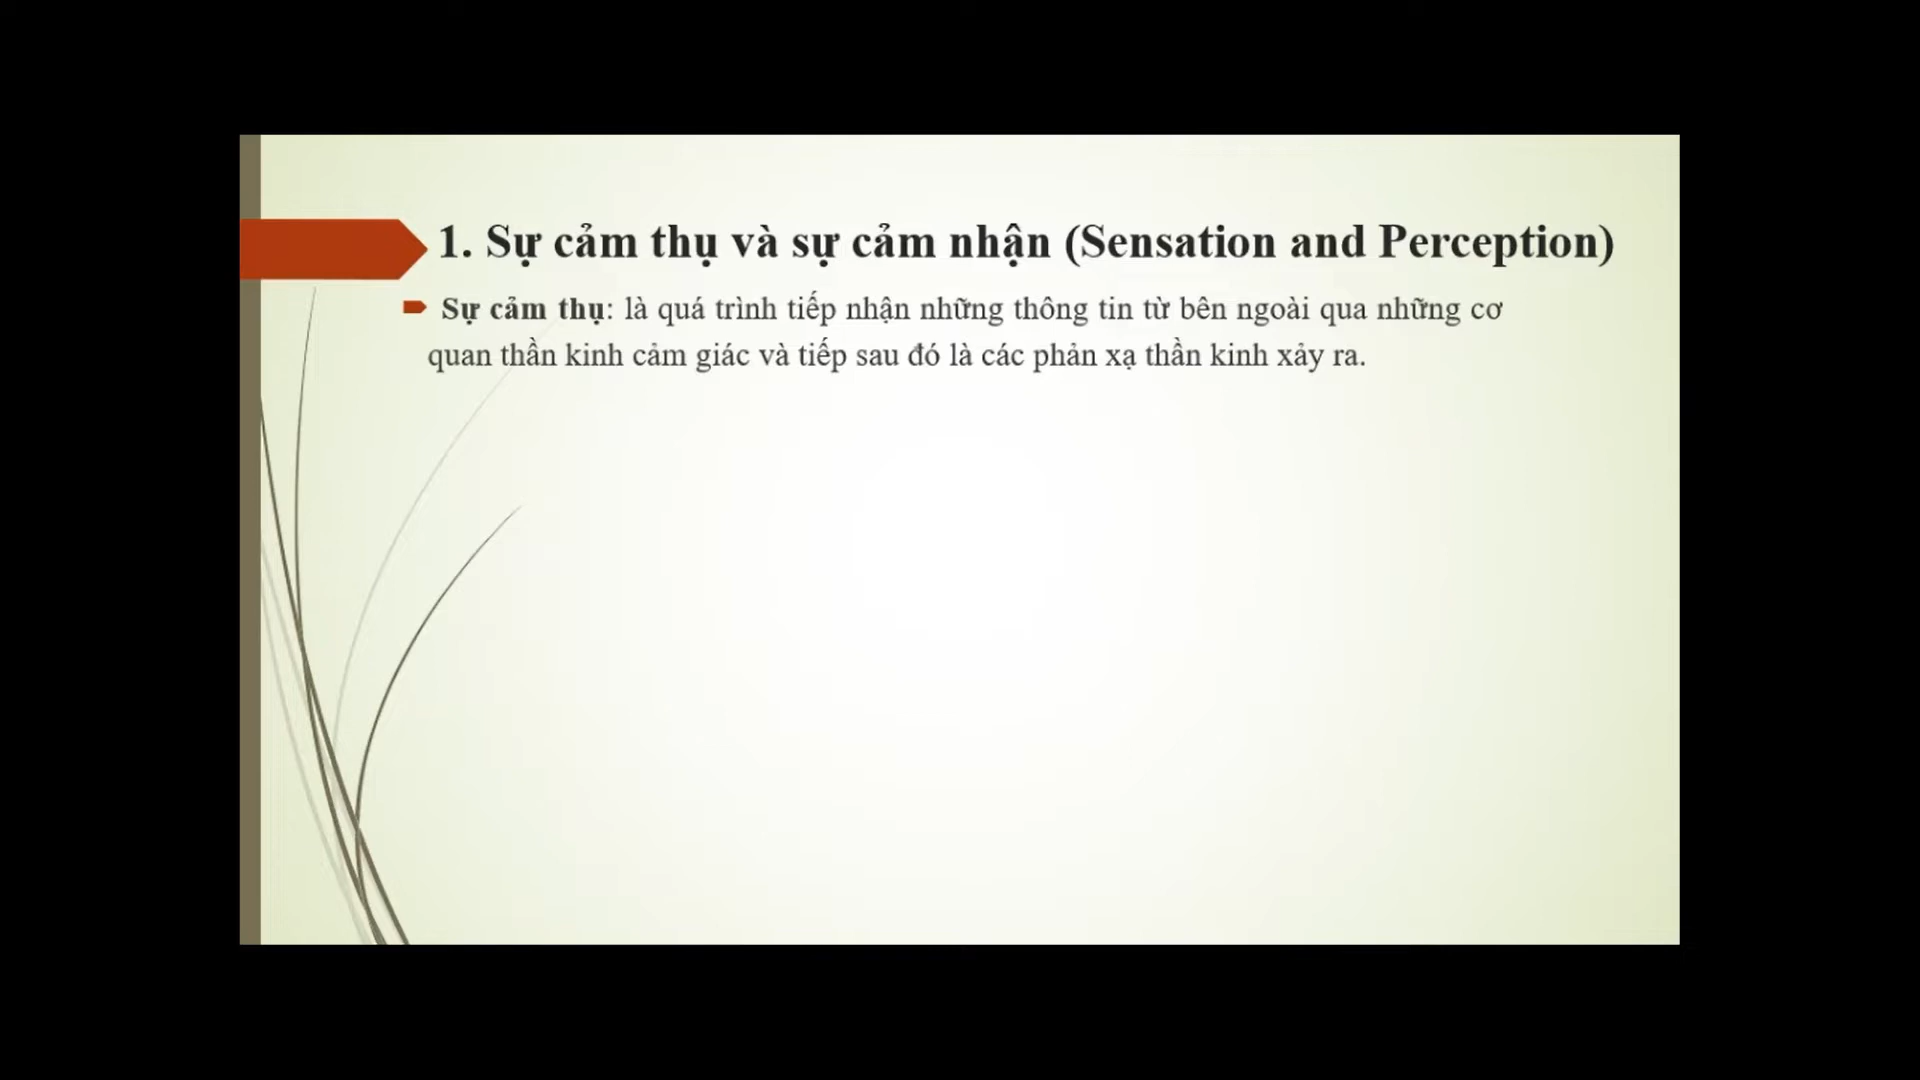 1. Sự cảm thụ và sự cảm nhận (Sensation and Perception)
Sự cảm thụ: là quá trình tiếp nhận những thông tin từ bên ngoài qua những cơ
quan thần kinh cảm giác và tiếp sau đó là các phản xạ thần kinh xảy ra.